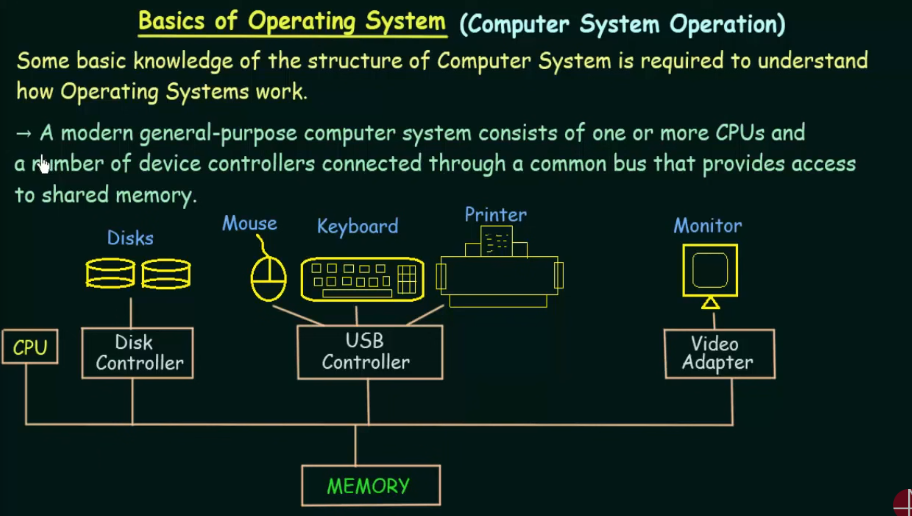 Basics of Operating System (Computer System Operation)
Some basic knowledge of the structure of Computer System is required to understand
how Operating Systems work.
→ A modern general-purpose computer system consists of one or more CPUs and
a number of device controllers connected through a common bus that provides access
to shared memory.
Disks
Mouse
Keyboard
Printer
Monitor
CPU
Disk
Controller
USB
Controller
Video
Adapter
MEMORY